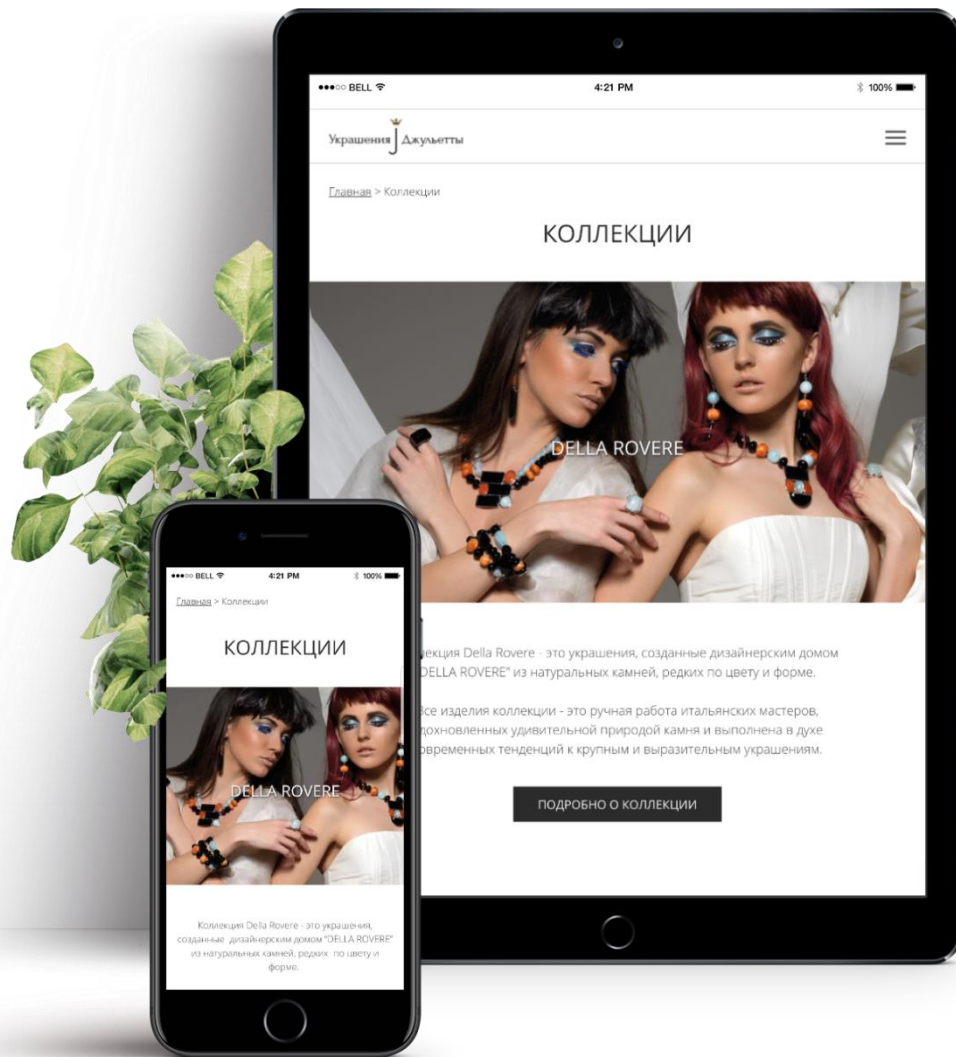 BELL 4:21 PM 100%
Украшения J Джульетты
Главная > Коллекции
КОЛЛЕКЦИИ
DELLA ROVERE
лекция Della Rovere - это украшения, созданные дизайнерским домом
DELLA ROVERE" из натуральных камней, редких по цвету и форме.
Все изделия коллекции - это ручная работа итальянских мастеров,
дохновленных удивительной природой камня и выполнена в духе
овременных тенденций к крупным и выразительным украшениям.
ПОДРОБНО О КОЛЛЕКЦИИ
BELL 4:21 PM 100%
Главная > Коллекции
КОЛЛЕКЦИИ
DELLA ROVERE
Коллекция Della Rovere - это украшения,
созданные дизайнерским домом "DELLA ROVERE"
из натуральных камней, редких по цвету и
форме.